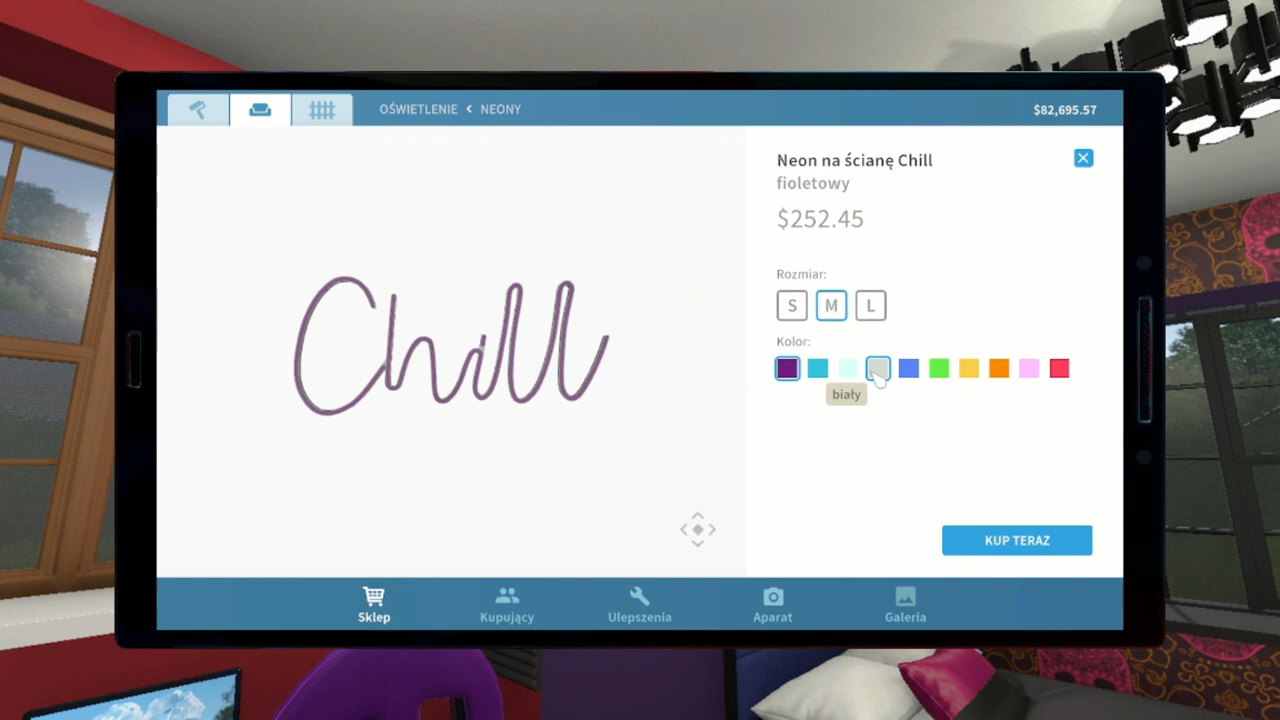 OŚWIETLENIE < NEONY
$82,695.57
Chill
Neon na ścianę Chill
fioletowy
$252.45
Rozmiar:
S M L
Kolor:
biały
KUP TERAZ
Sklep Kupujący Ulepszenia Aparat Galeria